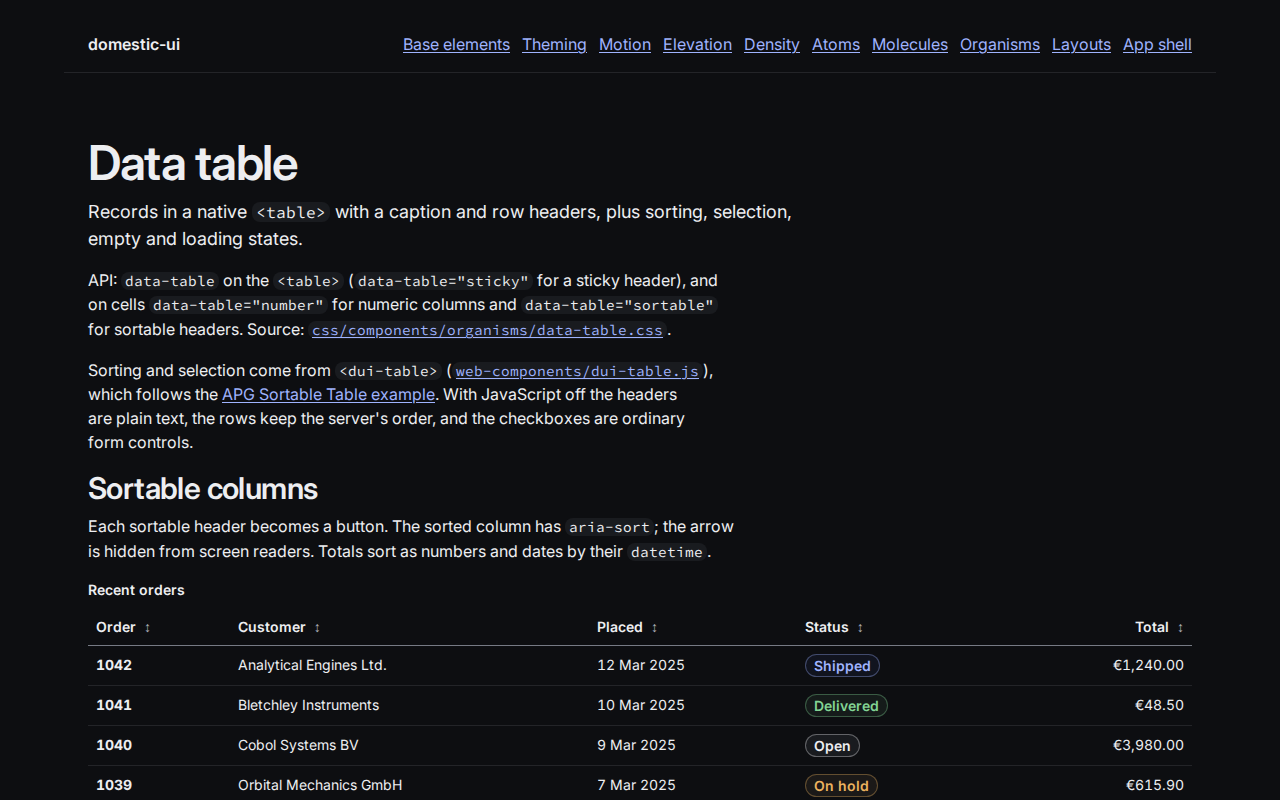 domestic-ui
Base elements Theming Motion Elevation Density Atoms Molecules Organisms Layouts App shell
Data table
Records in a native <table> with a caption and row headers, plus sorting, selection,
empty and loading states.
API: data-table on the <table> ( data-table="sticky" for a sticky header), and
on cells data-table="number" for numeric columns and data-table="sortable"
for sortable headers. Source: css/components/organisms/data-table.css .
Sorting and selection come from <dui-table> ( web-components/dui-table.js ),
which follows the APG Sortable Table example. With JavaScript off the headers
are plain text, the rows keep the server's order, and the checkboxes are ordinary
form controls.
Sortable columns
Each sortable header becomes a button. The sorted column has aria-sort ; the arrow
is hidden from screen readers. Totals sort as numbers and dates by their datetime .
Recent orders
Order ↕ Customer ↕ Placed ↕ Status ↕ Total ↕
1042 Analytical Engines Ltd. 12 Mar 2025 Shipped €1,240.00
1041 Bletchley Instruments 10 Mar 2025 Delivered €48.50
1040 Cobol Systems BV 9 Mar 2025 Open €3,980.00
1039 Orbital Mechanics GmbH 7 Mar 2025 On hold €615.90